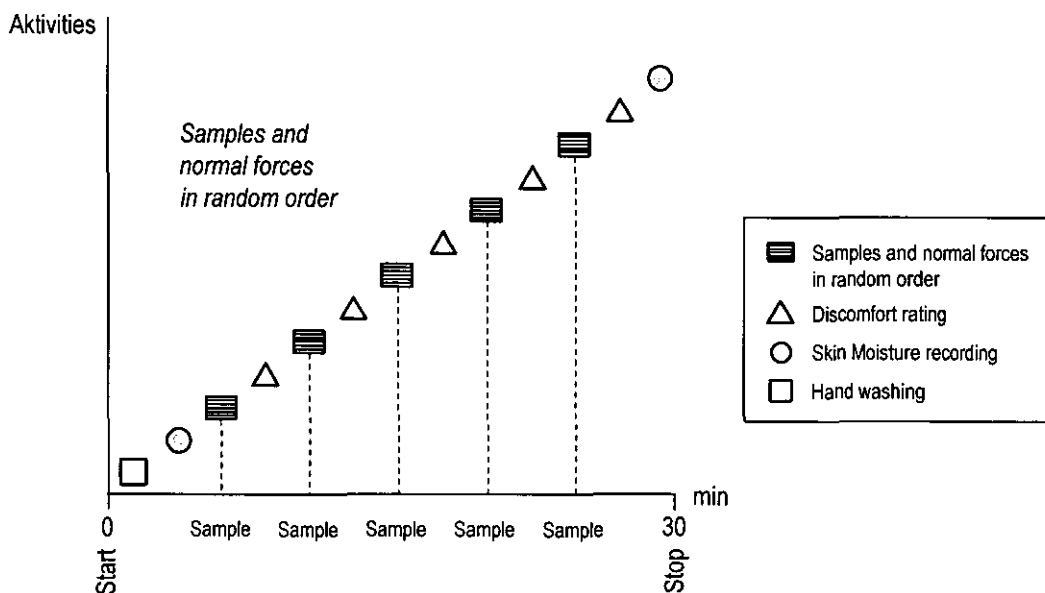 Aktivities
Samples and
normal forces
in random order
Samples and normal forces
in random order
Discomfort rating
Skin Moisture recording
Hand washing
min
0
Sample
Sample
Sample
Sample
Sample
30
Start
Stop